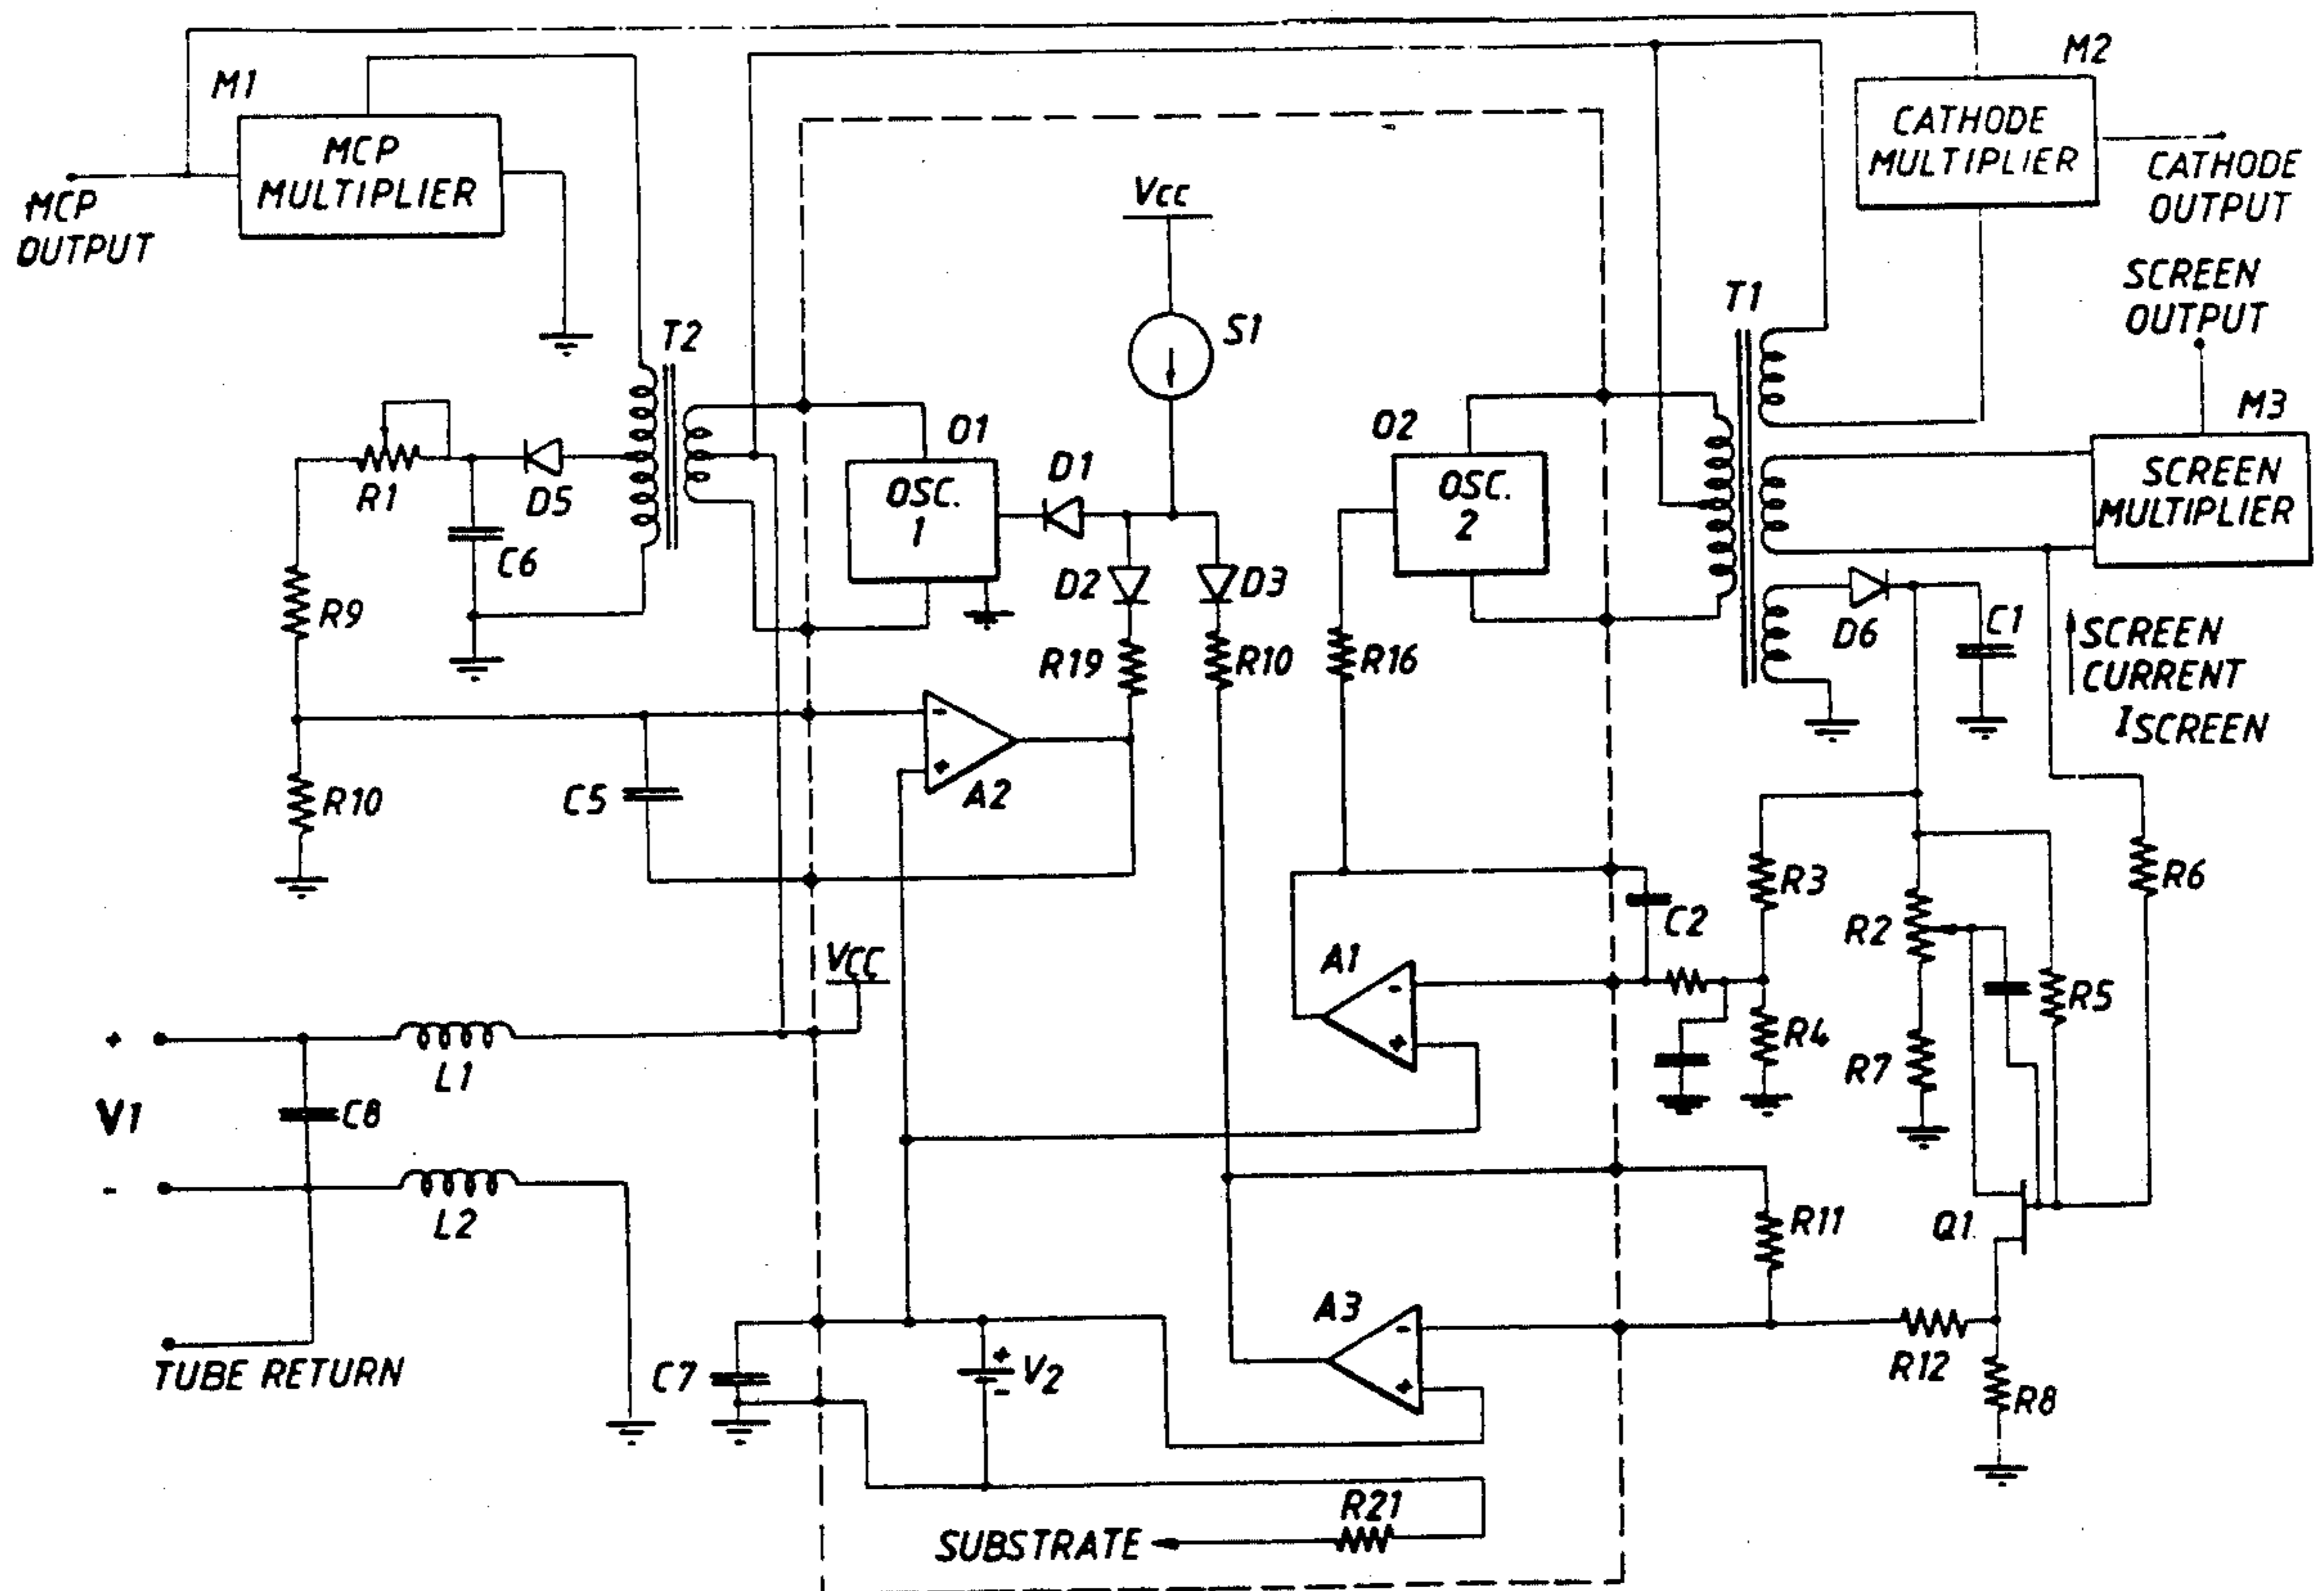 M1
MCP
MULTIPLIER
MCP
OUTPUT
M2
CATHODE
MULTIPLIER
CATHODE
OUTPUT
SCREEN
OUTPUT
M3
SCREEN
MULTIPLIER
VCC
S1
T1
T2
O1
OSC.
1
O2
OSC.
2
D1
R1
D5
C6
R9
D2
D3
R19
R10
R16
D6
C1
SCREEN
CURRENT
ISCREEN
-
+
A2
C5
R10
R3
R2
R6
C2
A1
-
+
R4
R5
R7
VCC
+
L1
V1
C8
-
L2
TUBE RETURN
R11
Q1
A3
-
+
R12
R8
C7
+
V2
-
R21
SUBSTRATE